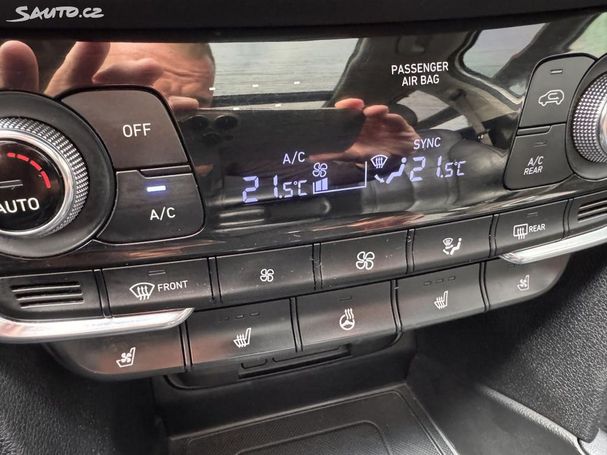 Sauto.cz
PASSENGER
AIR BAG
OFF
A/C
SYNC
21.5°C
21.5°C
A/C
REAR
AUTO
A/C
FRONT
REAR